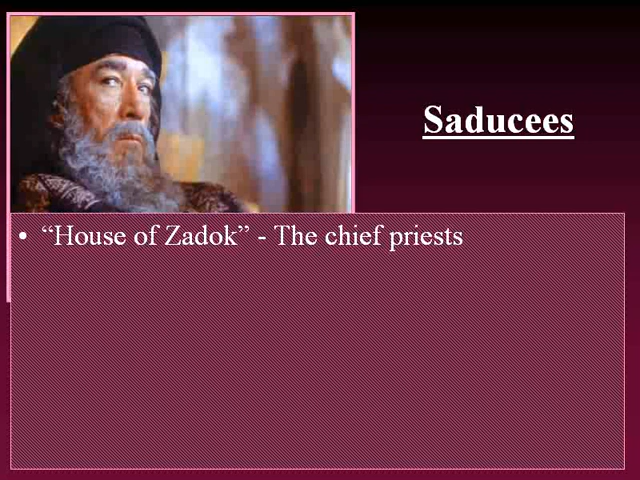 Saducees
• “House of Zadok” - The chief priests